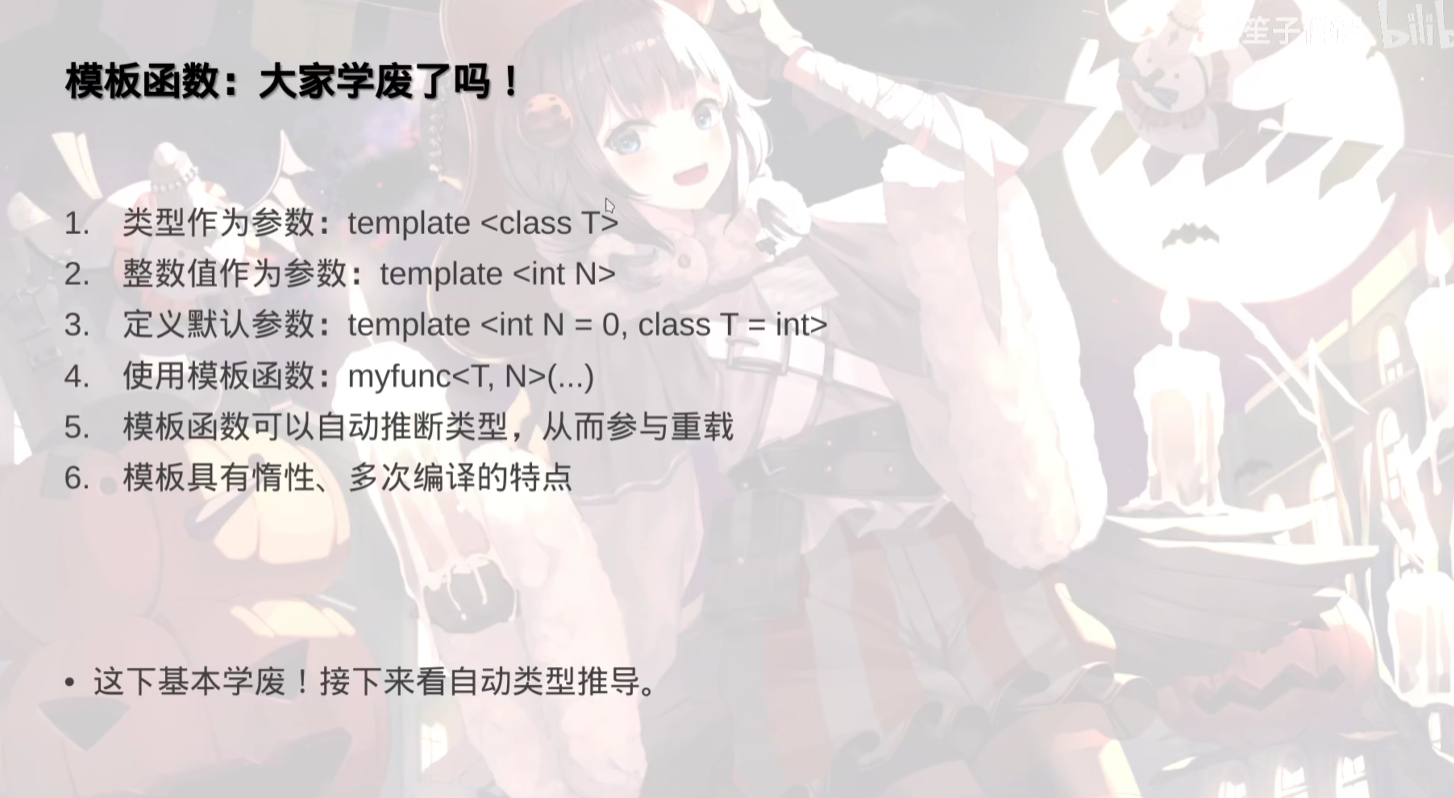 模板函数：大家学废了吗！
1. 类型作为参数：template <class T>
2. 整数值作为参数：template <int N>
3. 定义默认参数：template <int N = 0, class T = int>
4. 使用模板函数：myfunc<T, N>(...)
5. 模板函数可以自动推断类型，从而参与重载
6. 模板具有惰性、多次编译的特点
• 这下基本学废！接下来看自动类型推导。